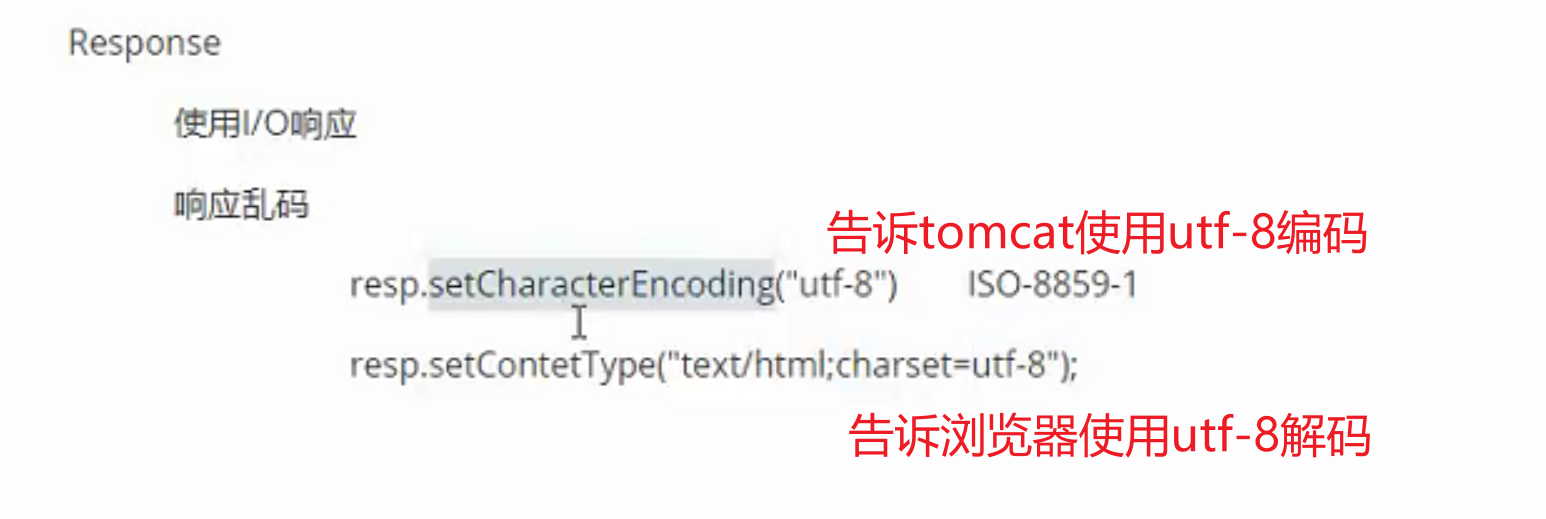 Response
使用I/O响应
响应乱码
告诉tomcat使用utf-8编码
resp.setCharacterEncoding("utf-8") ISO-8859-1
resp.setContetType("text/html;charset=utf-8");
告诉浏览器使用utf-8解码